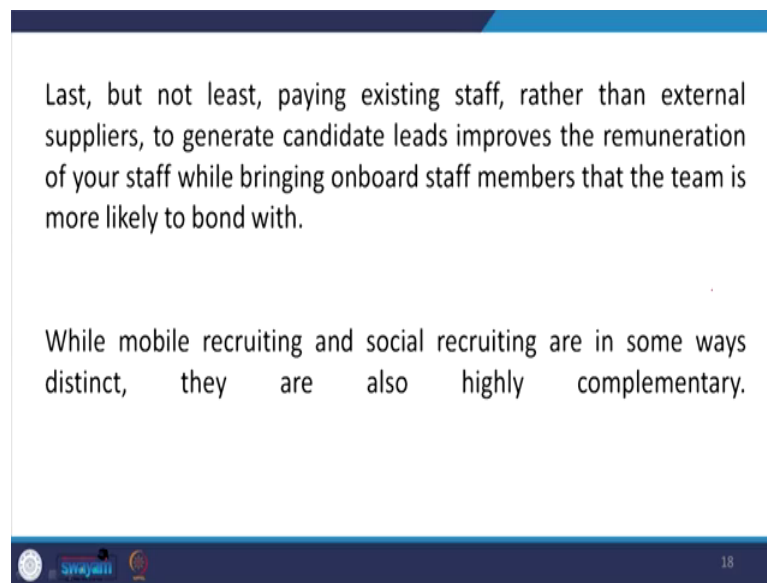 Last, but not least, paying existing staff, rather than external
suppliers, to generate candidate leads improves the remuneration
of your staff while bringing onboard staff members that the team is
more likely to bond with.
While mobile recruiting and social recruiting are in some ways
distinct, they are also highly complementary.
swayam
18